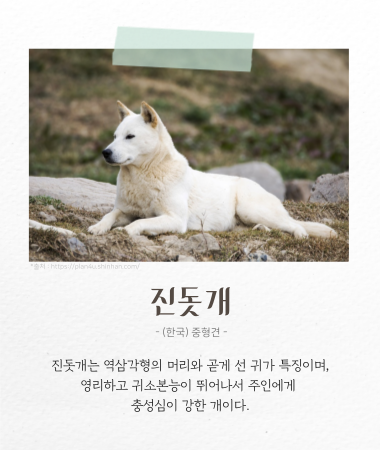 *출처 : https://plan4u.shinhan.com/
진돗개
- (한국) 중형견 -
진돗개는 역삼각형의 머리와 곧게 선 귀가 특징이며,
영리하고 귀소본능이 뛰어나서 주인에게
충성심이 강한 개이다.